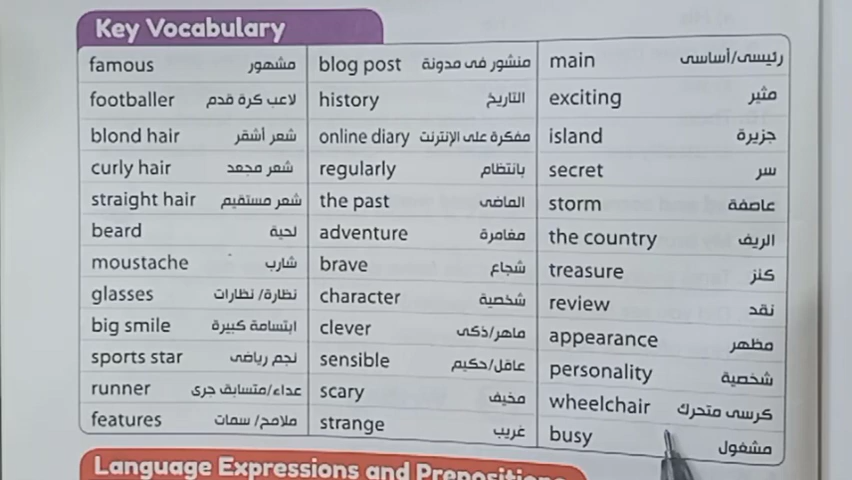 Key Vocabulary
famous مشهور
footballer لاعب كرة قدم
blond hair شعر أشقر
curly hair شعر مجعد
straight hair شعر مستقيم
beard لحية
moustache شارب
glasses نظارة/ نظارات
big smile ابتسامة كبيرة
sports star نجم رياضى
runner عداء/متسابق جرى
features ملامح/ سمات
blog post منشور فى مدونة
history التاريخ
online diary مفكرة على الإنترنت
regularly بانتظام
the past الماضى
adventure مغامرة
brave شجاع
character شخصية
clever ماهر/ذكى
sensible عاقل/حكيم
scary مخيف
strange غريب
main رئيسى/أساسى
exciting مثير
island جزيرة
secret سر
storm عاصفة
the country الريف
treasure كنز
review نقد
appearance مظهر
personality شخصية
wheelchair كرسى متحرك
busy مشغول
Language Expressions and Prepositions